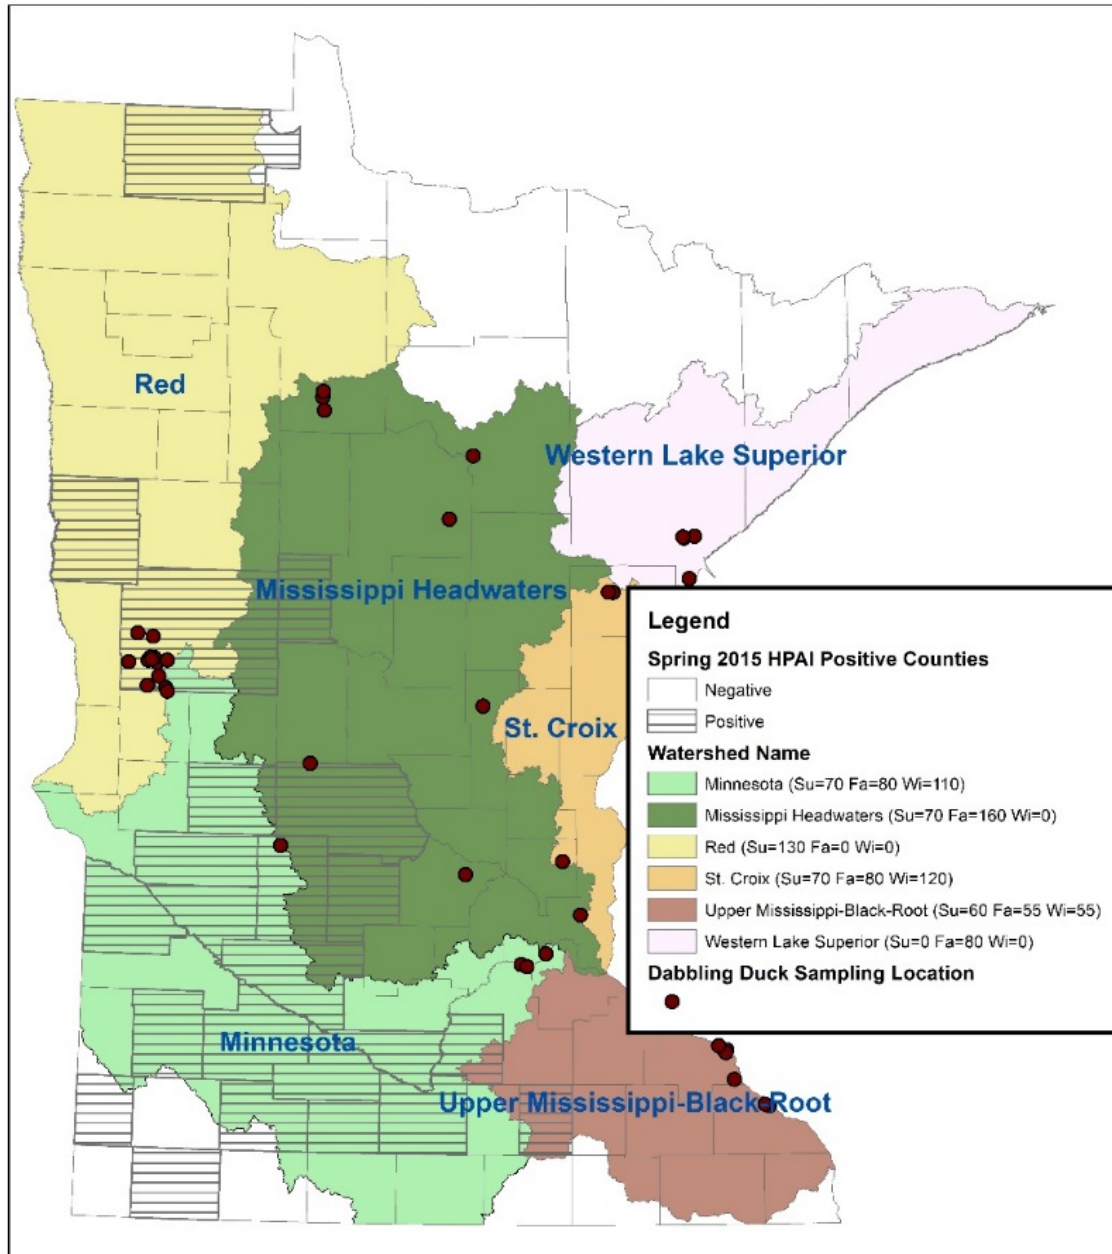 Red
Western Lake Superior
Mississippi Headwaters
St. Croix
Minnesota
Upper Mississippi-Black-Root
Legend
Spring 2015 HPAI Positive Counties
Negative
Positive
Watershed Name
Minnesota (Su=70 Fa=80 Wi=110)
Mississippi Headwaters (Su=70 Fa=160 Wi=0)
Red (Su=130 Fa=0 Wi=0)
St. Croix (Su=70 Fa=80 Wi=120)
Upper Mississippi-Black-Root (Su=60 Fa=55 Wi=55)
Western Lake Superior (Su=0 Fa=80 Wi=0)
Dabbling Duck Sampling Location